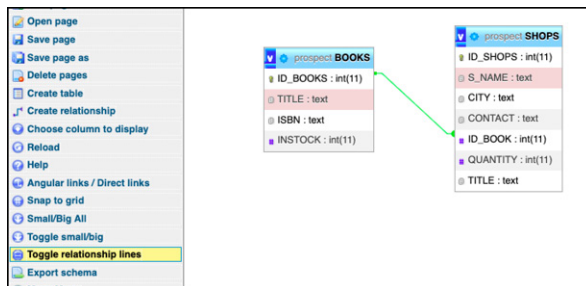 Open page
Save page
Save page as
Delete pages
Create table
Create relationship
Choose column to display
Reload
Help
Angular links / Direct links
Snap to grid
Small/Big All
Toggle small/big
Toggle relationship lines
Export schema
v prospect BOOKS
ID_BOOKS : int(11)
TITLE : text
ISBN : text
INSTOCK : int(11)
v prospect SHOPS
ID_SHOPS : int(11)
S_NAME : text
CITY : text
CONTACT : text
ID_BOOK : int(11)
QUANTITY : int(11)
TITLE : text